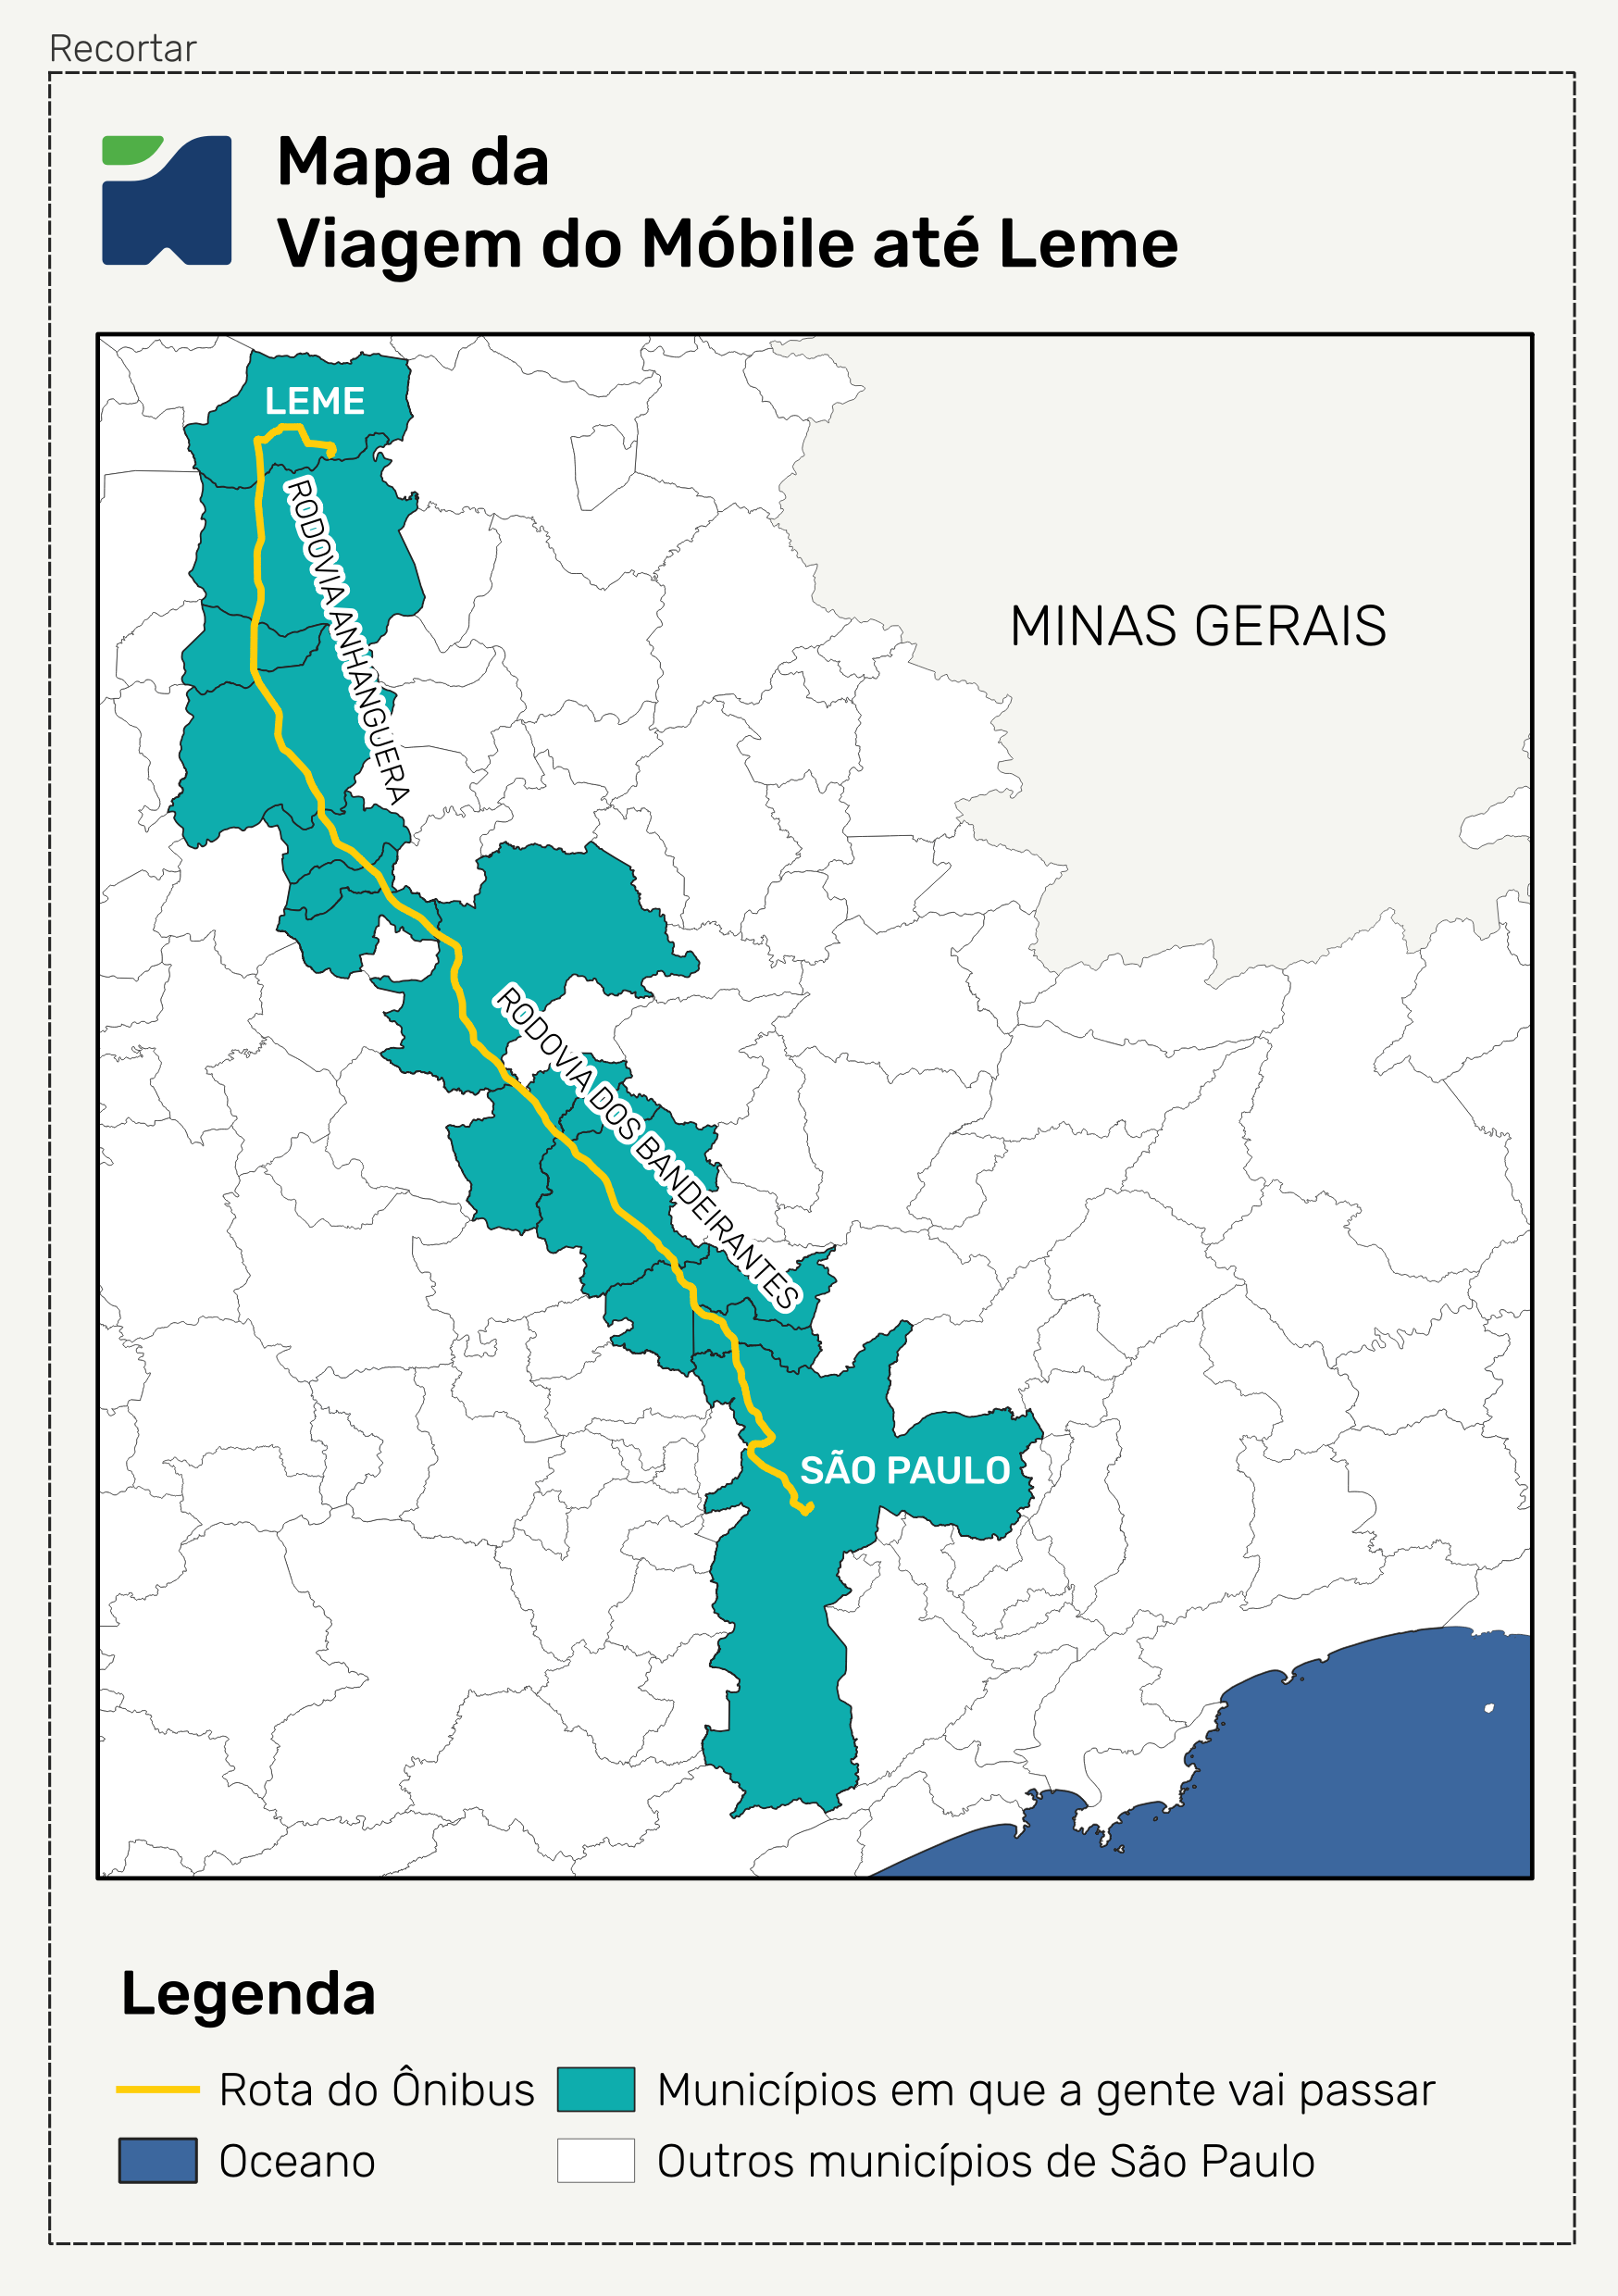 Recortar
Mapa da
Viagem do Móbile até Leme
LEME
RODOVIA ANHANGUERA
MINAS GERAIS
RODOVIA DOS BANDEIRANTES
SÃO PAULO
Legenda
Rota do Ônibus
Municípios em que a gente vai passar
Oceano
Outros municípios de São Paulo